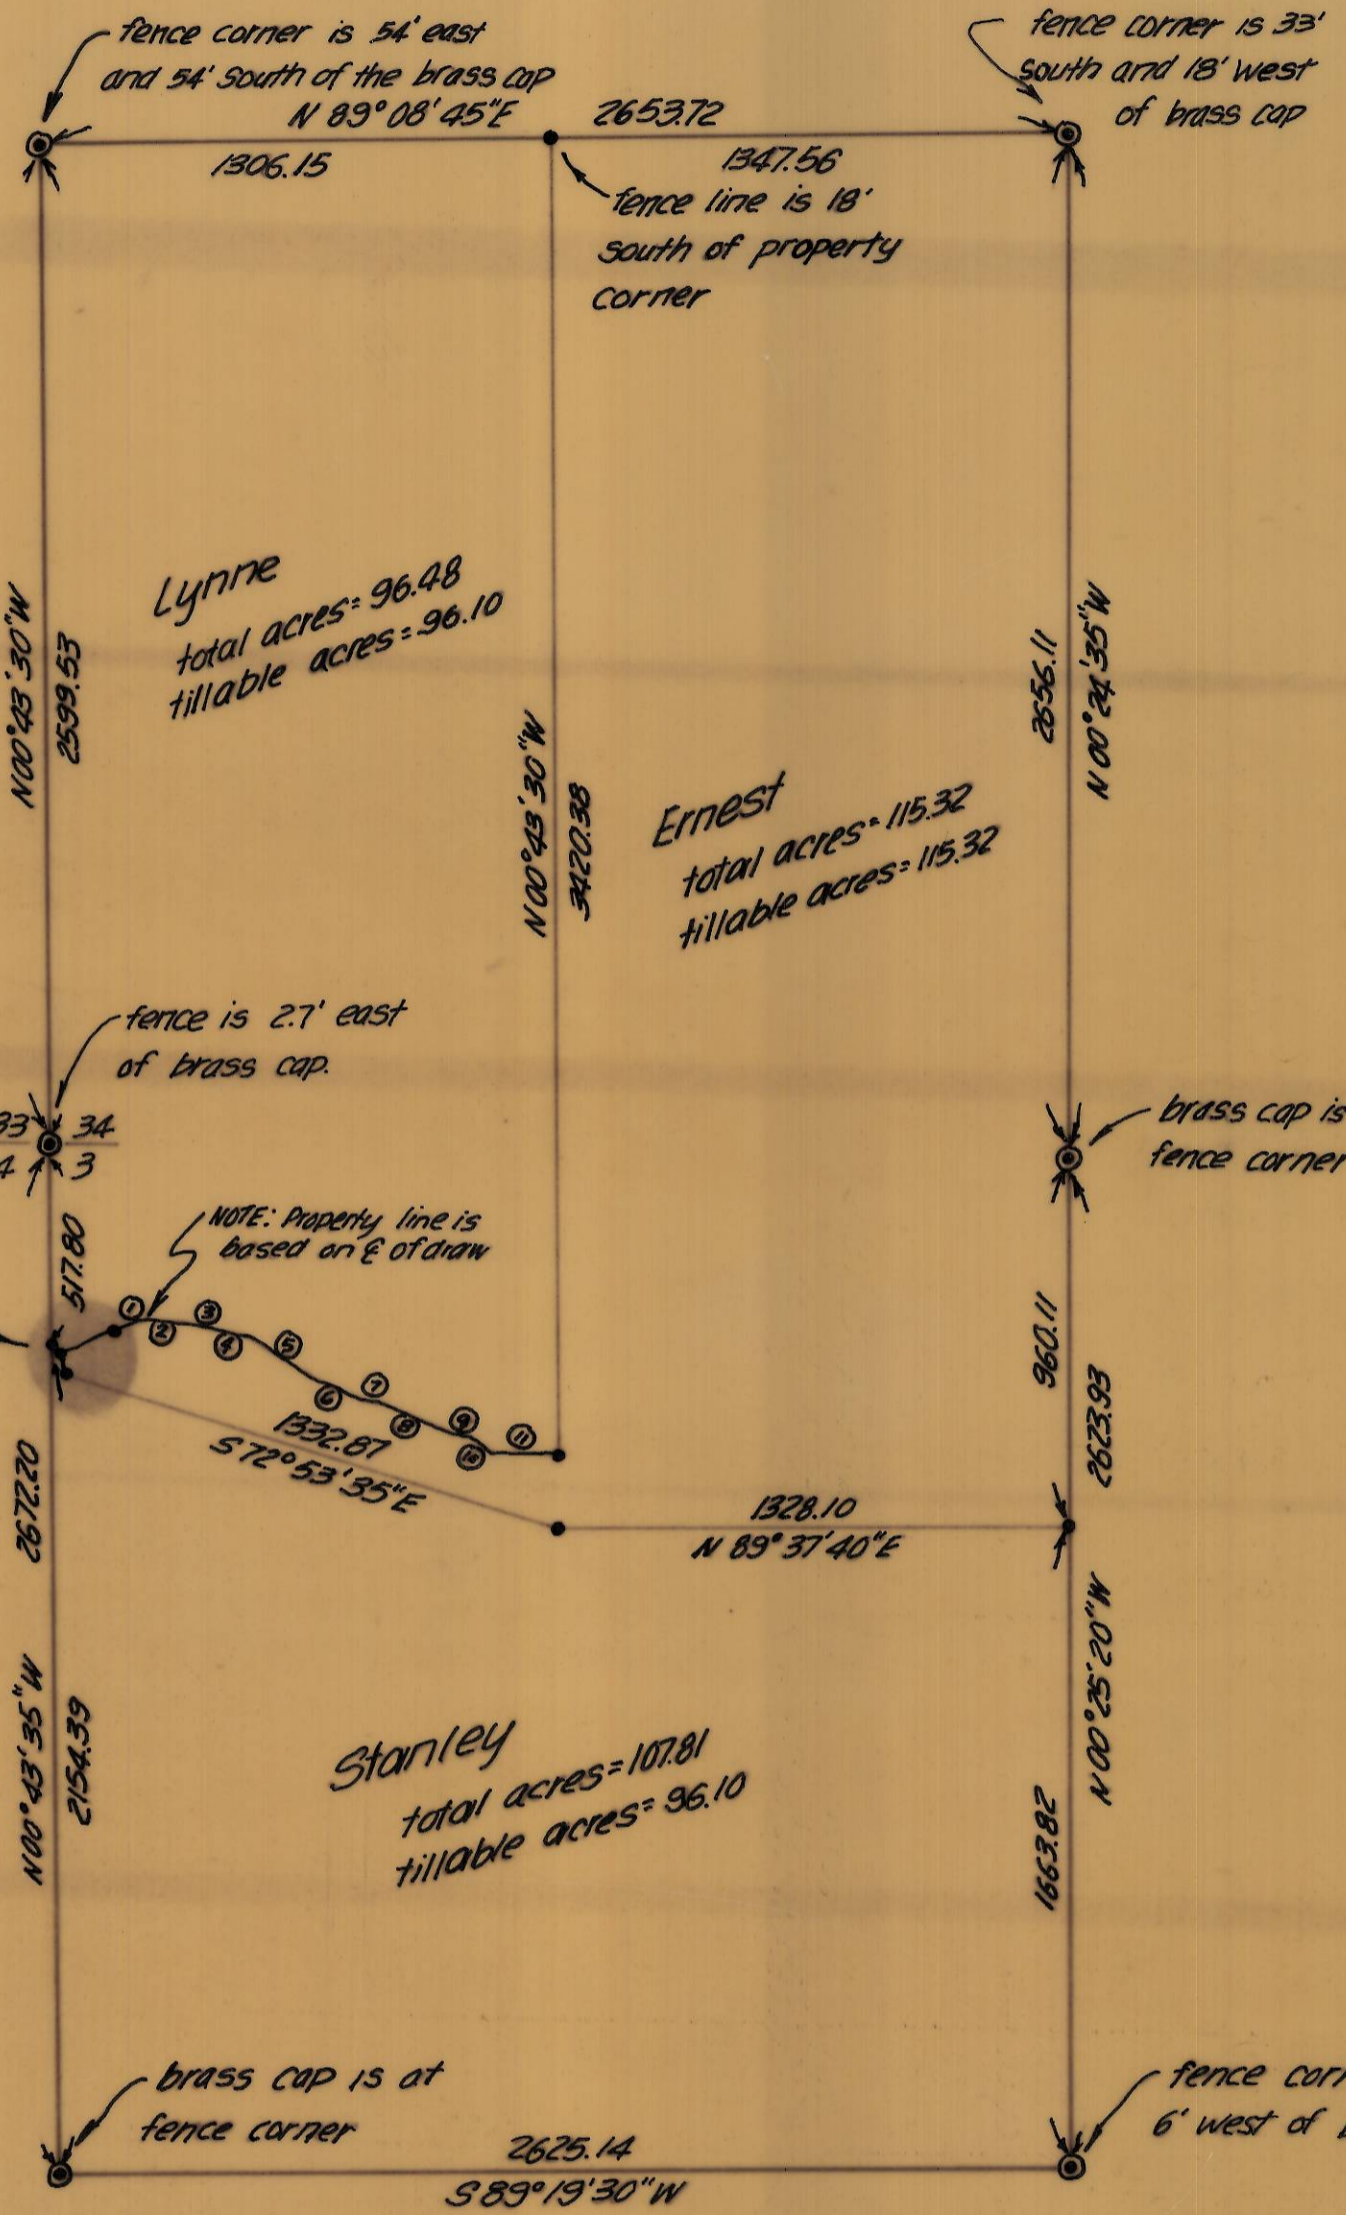 fence corner is 54' east
and 54' south of the brass cap
fence corner is 33'
south and 18' west
of brass cap
N 89° 08' 45"E 2653.72
1306.15
1347.56
fence line is 18'
south of property
corner
Lynne
total acres = 96.48
tillable acres = 96.10
N00°43'30"W
2599.53
N00°43'30"W
3420.38
2656.11
N 00°24'35"W
Ernest
total acres = 115.32
tillable acres = 115.32
fence is 2.7' east
of brass cap.
33 34
4 3
brass cap is
fence corner
NOTE: Property line is
based on ℄ of draw
517.80
1
2
3
4
5
6
7
8
9
10
11
1332.87
S 72° 53' 35"E
960.11
2623.93
1328.10
N 89° 37' 40"E
2672.20
N00°43'35"W
2154.39
N 00°25'20"W
1663.82
Stanley
total acres = 107.81
tillable acres = 96.10
brass cap is at
fence corner
fence
6' west of
2625.14
S 89° 19' 30" W